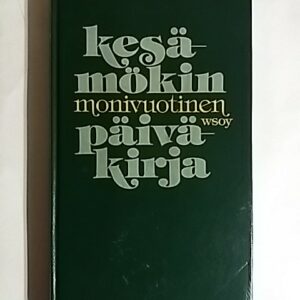 kesä-
mökin
monivuotinen
wsoy
päivä-
kirja